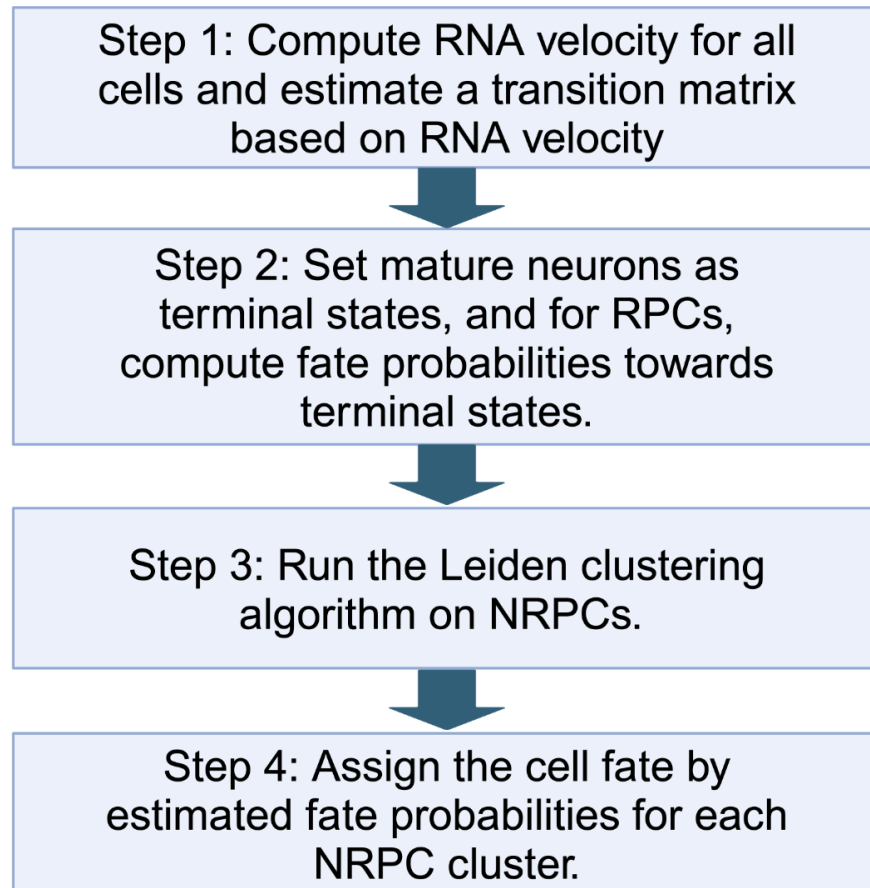 Step 1: Compute RNA velocity for all
cells and estimate a transition matrix
based on RNA velocity
Step 2: Set mature neurons as
terminal states, and for RPCs,
compute fate probabilities towards
terminal states.
Step 3: Run the Leiden clustering
algorithm on NRPCs.
Step 4: Assign the cell fate by
estimated fate probabilities for each
NRPC cluster.